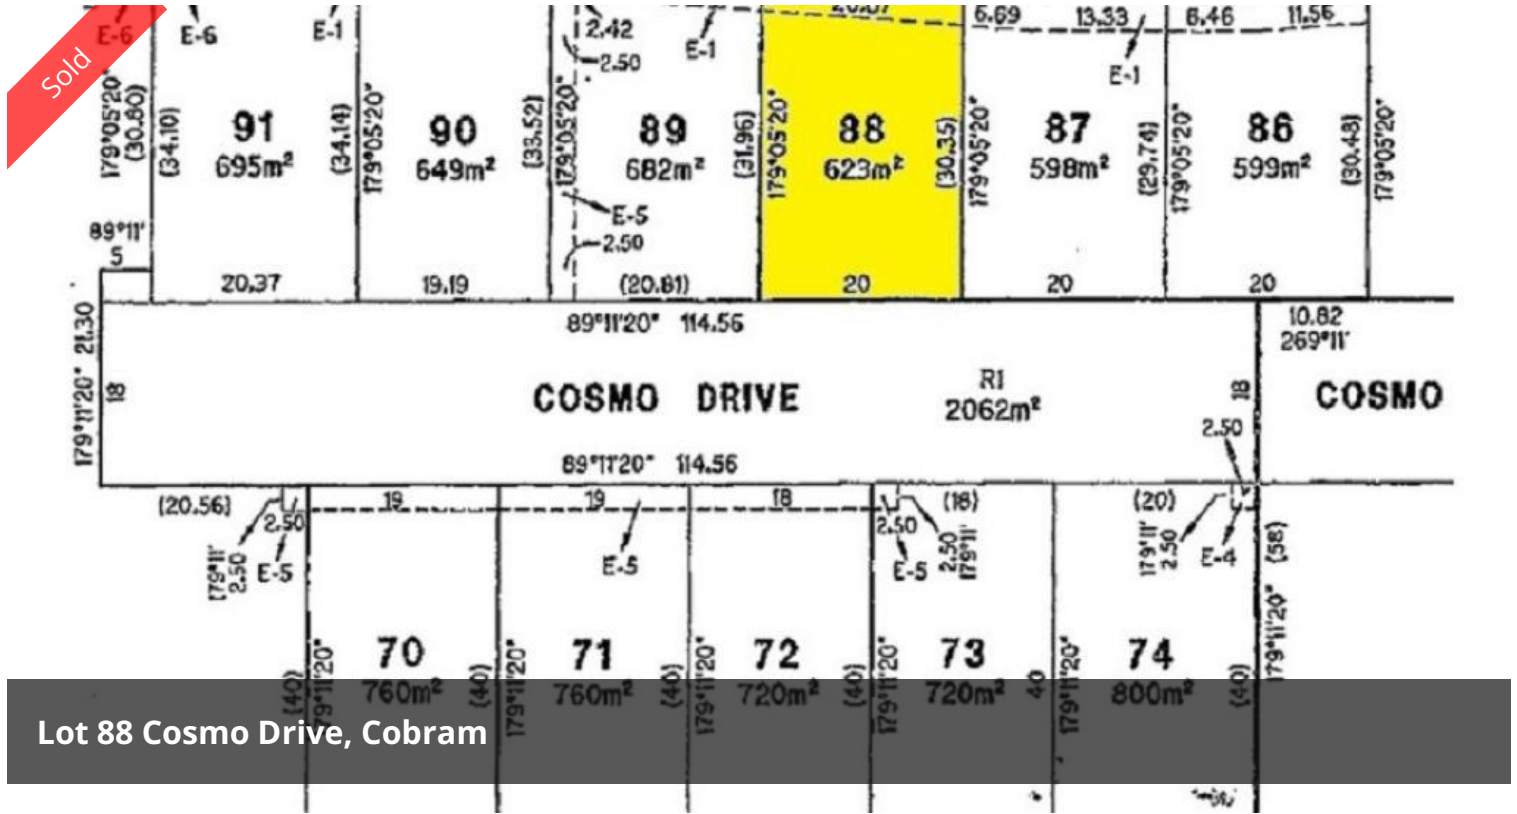 Sold
E-6
E-6
E-1
2.42
2.50
E-1
6.69
13.33
E-1
6.46
11.56
179°05'20"
(30.80)
(34.10)
91
695m²
(34.14)
179°05'20"
90
649m²
(33.52)
179°05'20"
89
682m²
(31.96)
179°05'20"
88
623m²
(30.35)
179°05'20"
87
598m²
(29.74)
179°05'20"
86
599m²
(30.48)
179°05'20"
E-5
2.50
89°11'
5
20.37
19.19
(20.81)
20
20
20
179°11'20" 21.30
18
89°11'20" 114.56
10.82
269°11'
COSMO DRIVE
R1
2062m²
18
COSMO
2.50
89°11'20" 114.56
(20.56)
19
19
18
(18)
(20)
2.50
179°11'
2.50
E-5
E-5
2.50
E-5
2.50
179°11'
179°11'
2.50
E-4
(58)
179°11'20"
70
760m²
(40)
179°11'20"
(40)
71
760m²
179°11'20"
(40)
72
720m²
179°11'20"
(40)
73
720m²
179°11'20"
40
74
800m²
179°11'20"
(40)
Lot 88 Cosmo Drive, Cobram